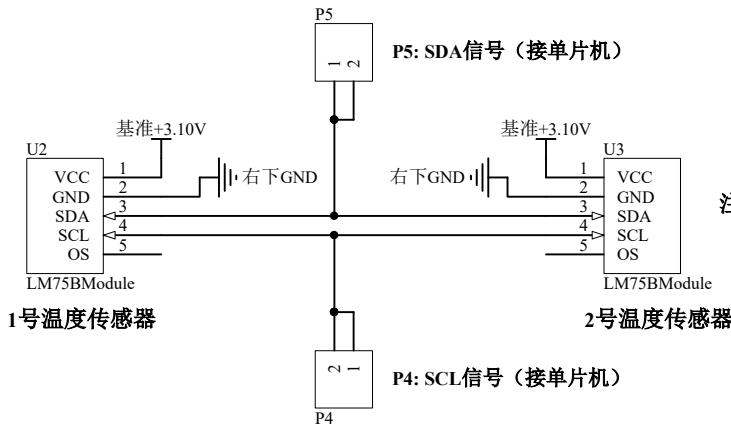 P5
1
2
P5: SDA信号（接单片机）
基准+3.10V
U2
1
VCC
2
GND
右下GND
3
SDA
4
SCL
5
OS
LM75BModule
1号温度传感器
基准+3.10V
U3
1
VCC
右下GND
2
GND
3
SDA
4
SCL
5
OS
LM75BModule
2号温度传感器
注
2
1
P4: SCL信号（接单片机）
P4